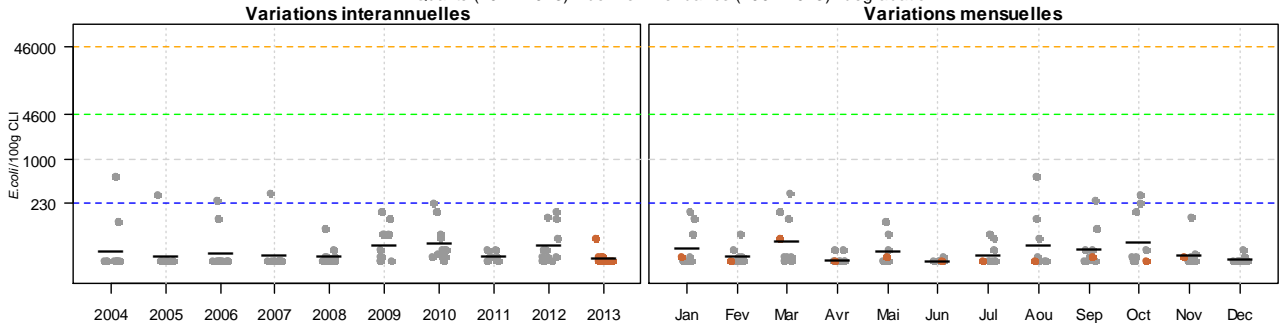 Variations interannuelles
Variations mensuelles
E.coli/100g CLI
46000
4600
1000
230
2004 2005 2006 2007 2008 2009 2010 2011 2012 2013
Jan Fev Mar Avr Mai Jun Jul Aou Sep Oct Nov Dec